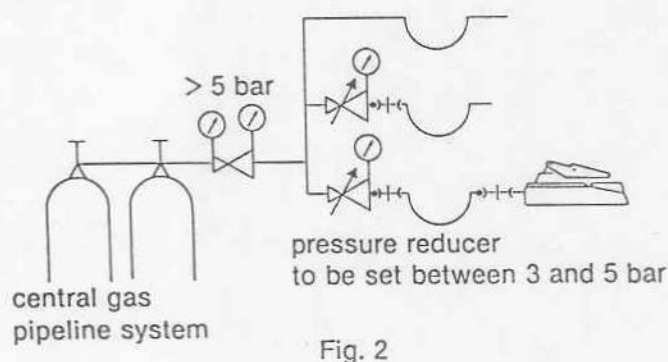 > 5 bar
pressure reducer
to be set between 3 and 5 bar
central gas
pipeline system
Fig. 2